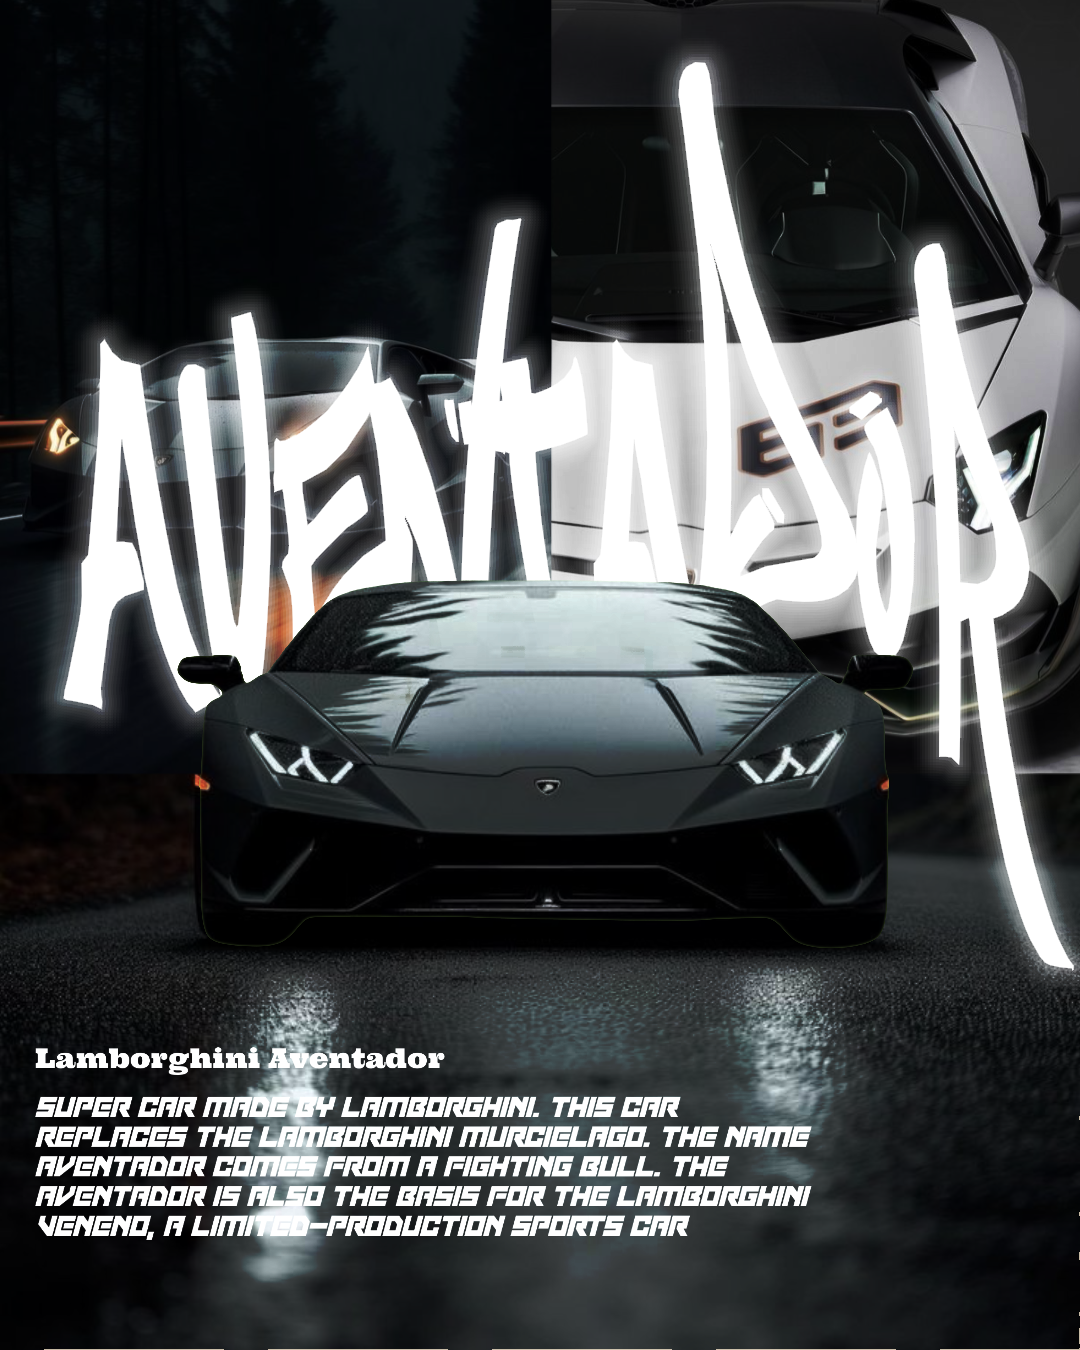 AVENTADOR
63
Lamborghini Aventador
SUPER CAR MADE BY LAMBORGHINI. THIS CAR
REPLACES THE LAMBORGHINI MURCIELAGO. THE NAME
AVENTADOR COMES FROM A FIGHTING BULL. THE
AVENTADOR IS ALSO THE BASIS FOR THE LAMBORGHINI
VENENO, A LIMITED-PRODUCTION SPORTS CAR